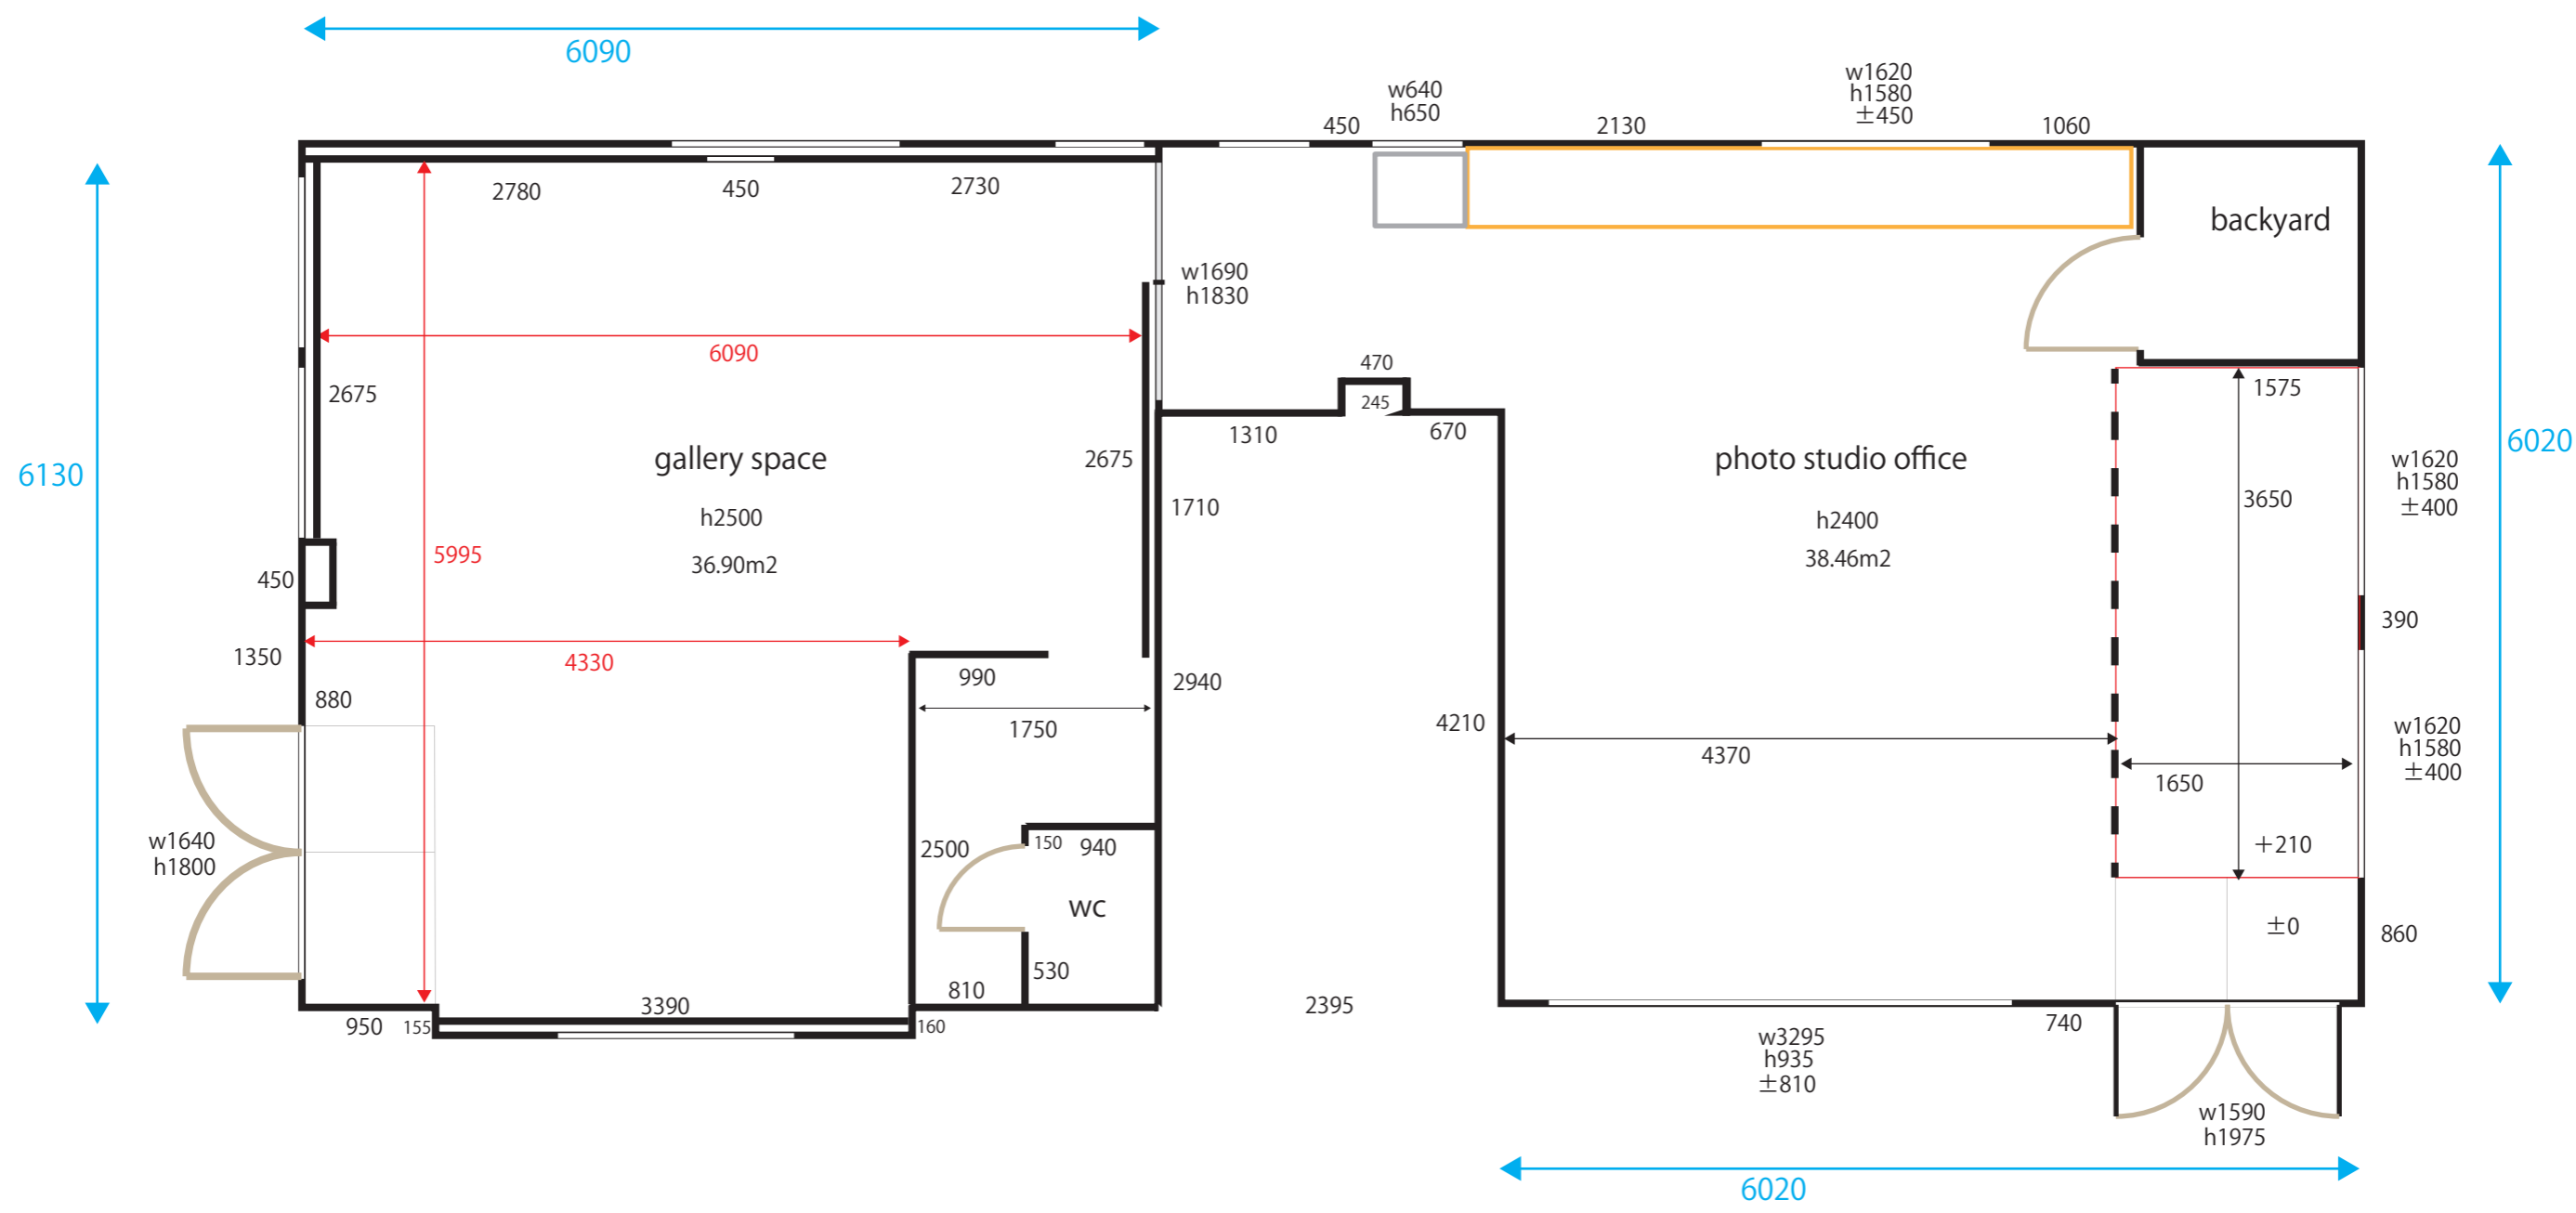 6090
w1620
h1580
±450
w640
h650
450
2130
1060
2780
450
2730
backyard
w1690
h1830
6090
470
1575
2675
245
1310
670
6130
gallery space
2675
photo studio office
w1620
h1580
±400
6020
1710
3650
h2500
h2400
36.90m2
38.46m2
5995
450
390
1350
4330
990
2940
880
1750
4210
4370
w1620
h1580
±400
1650
w1640
h1800
2500
150
940
+210
wc
±0
860
530
810
3390
2395
950
155
160
740
w3295
h935
±810
w1590
h1975
6020